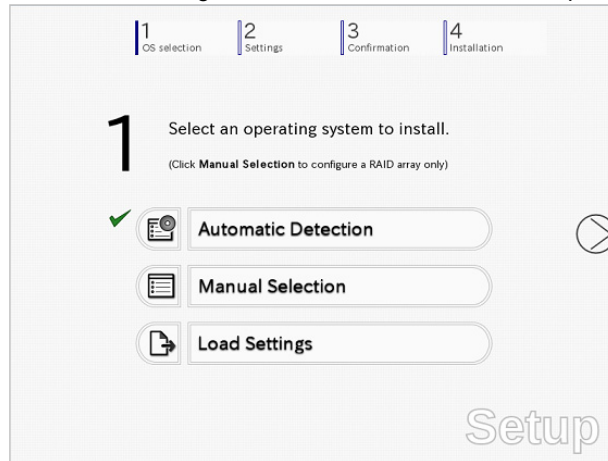 1
OS selection
2
Settings
3
Confirmation
4
Installation
1
Select an operating system to install.
(Click Manual Selection to configure a RAID array only)
Automatic Detection
Manual Selection
Load Settings
Setup